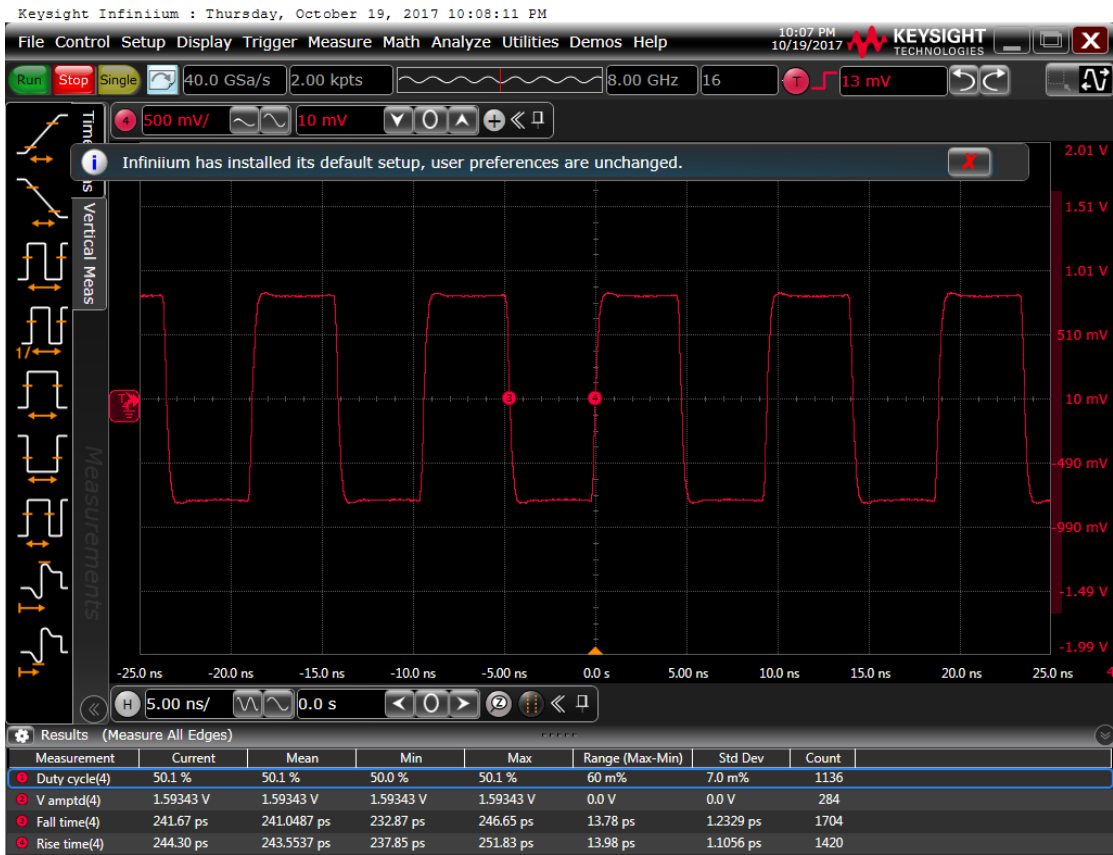 Keysight Infiniium : Thursday, October 19, 2017 10:08:11 PM
File Control Setup Display Trigger Measure Math Analyze Utilities Demos Help 10:07 PM 10/19/2017 KEYSIGHT TECHNOLOGIES X
Run Stop Single 40.0 GSa/s 2.00 kpts 8.00 GHz 16 T 13 mV
4 500 mV/ 10 mV
i Infiniium has installed its default setup, user preferences are unchanged. X
Time
Vertical Meas
Measurements
1/
2.01 V
1.51 V
1.01 V
510 mV
10 mV
-490 mV
-990 mV
-1.49 V
-1.99 V
3 4
-25.0 ns -20.0 ns -15.0 ns -10.0 ns -5.00 ns 0.0 s 5.00 ns 10.0 ns 15.0 ns 20.0 ns 25.0 ns 4
H 5.00 ns/ 0.0 s Z
Results (Measure All Edges)
Measurement Current Mean Min Max Range (Max-Min) Std Dev Count
1 Duty cycle(4) 50.1 % 50.1 % 50.0 % 50.1 % 60 m% 7.0 m% 1136
2 V amptd(4) 1.59343 V 1.59343 V 1.59343 V 1.59343 V 0.0 V 0.0 V 284
3 Fall time(4) 241.67 ps 241.0487 ps 232.87 ps 246.65 ps 13.78 ps 1.2329 ps 1704
4 Rise time(4) 244.30 ps 243.5537 ps 237.85 ps 251.83 ps 13.98 ps 1.1056 ps 1420